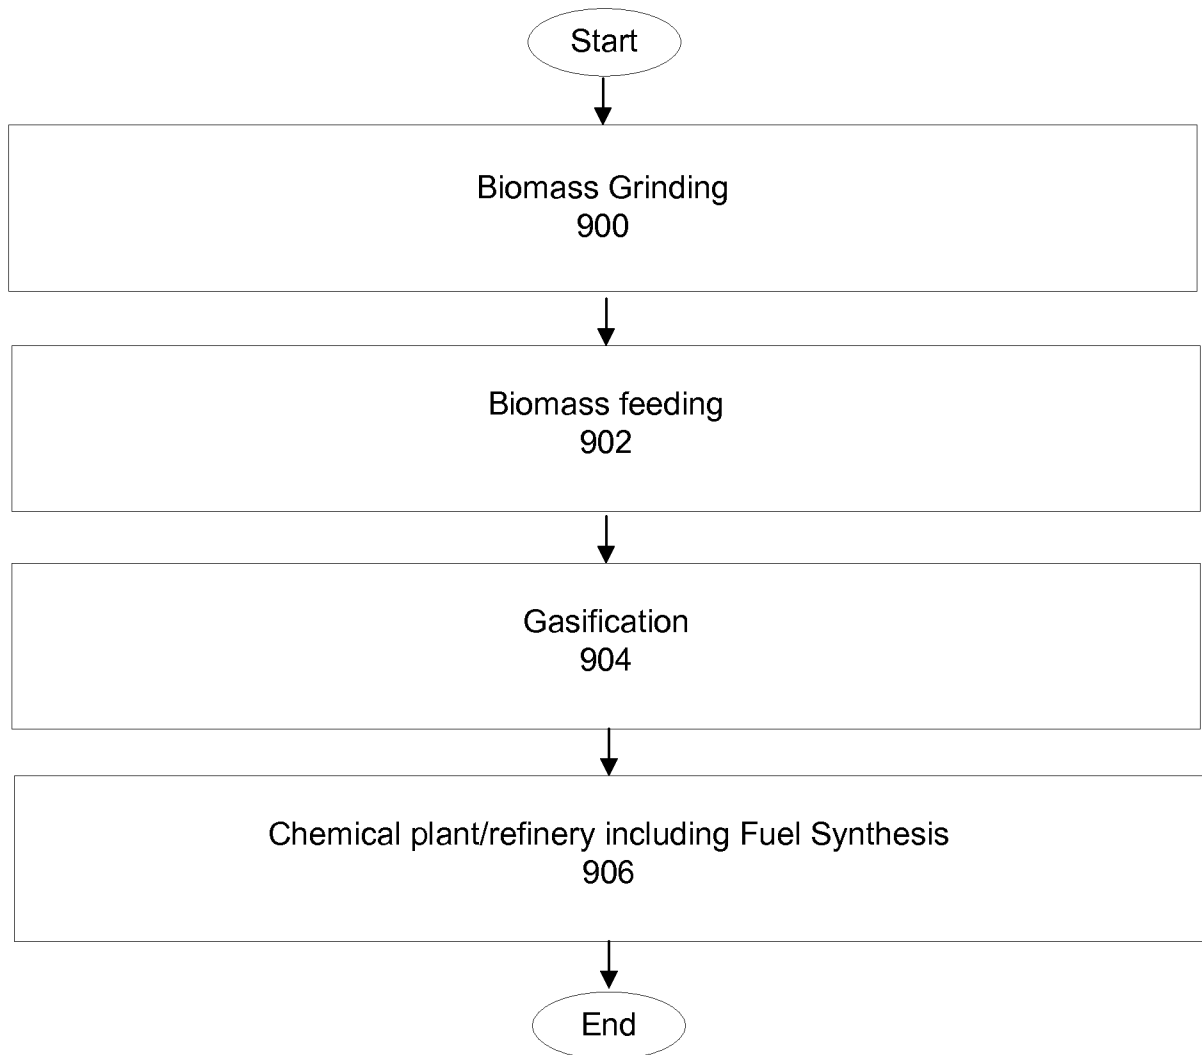 Start
Biomass Grinding
900
Biomass feeding
902
Gasification
904
Chemical plant/refinery including Fuel Synthesis
906
End